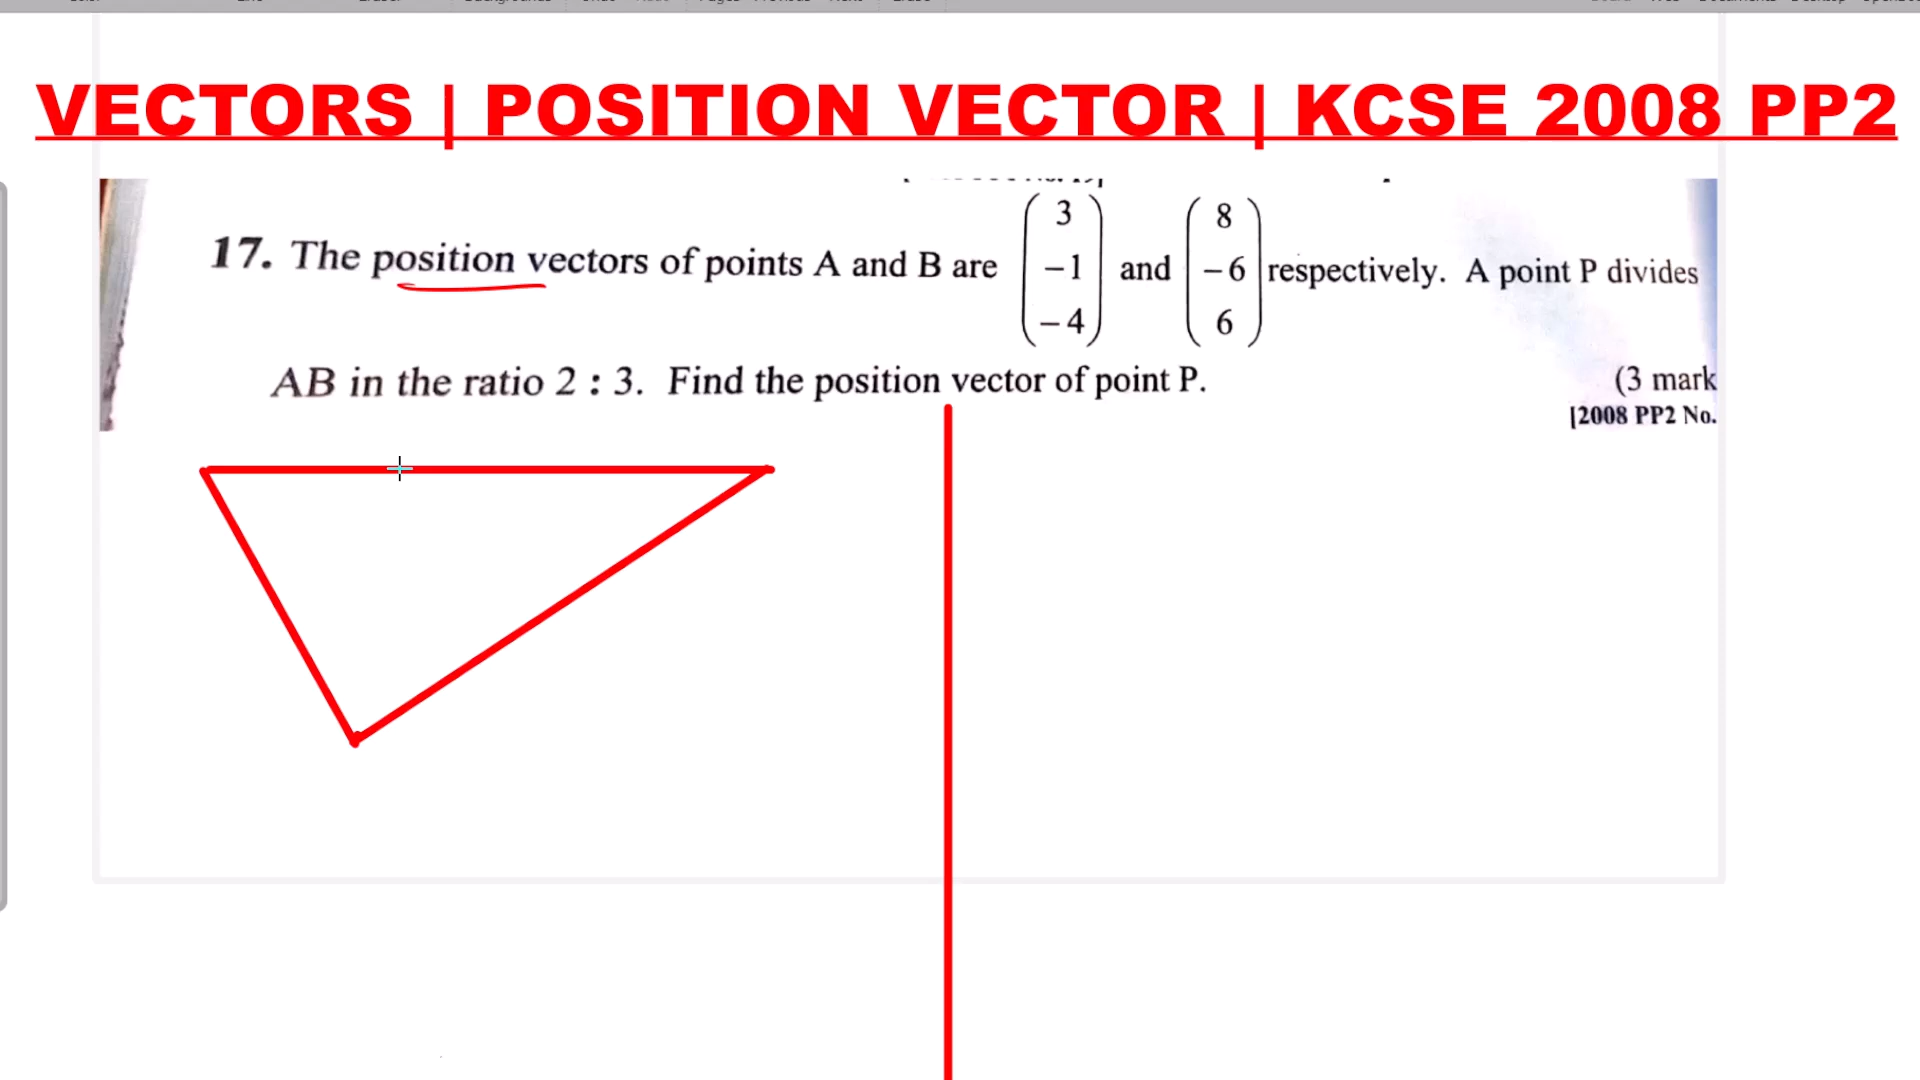 VECTORS | POSITION VECTOR | KCSE 2008 PP2
17. The position vectors of points A and B are (3 -1 -4) and (8 -6 6) respectively. A point P divides
AB in the ratio 2 : 3. Find the position vector of point P.
(3 mark
[2008 PP2 No.